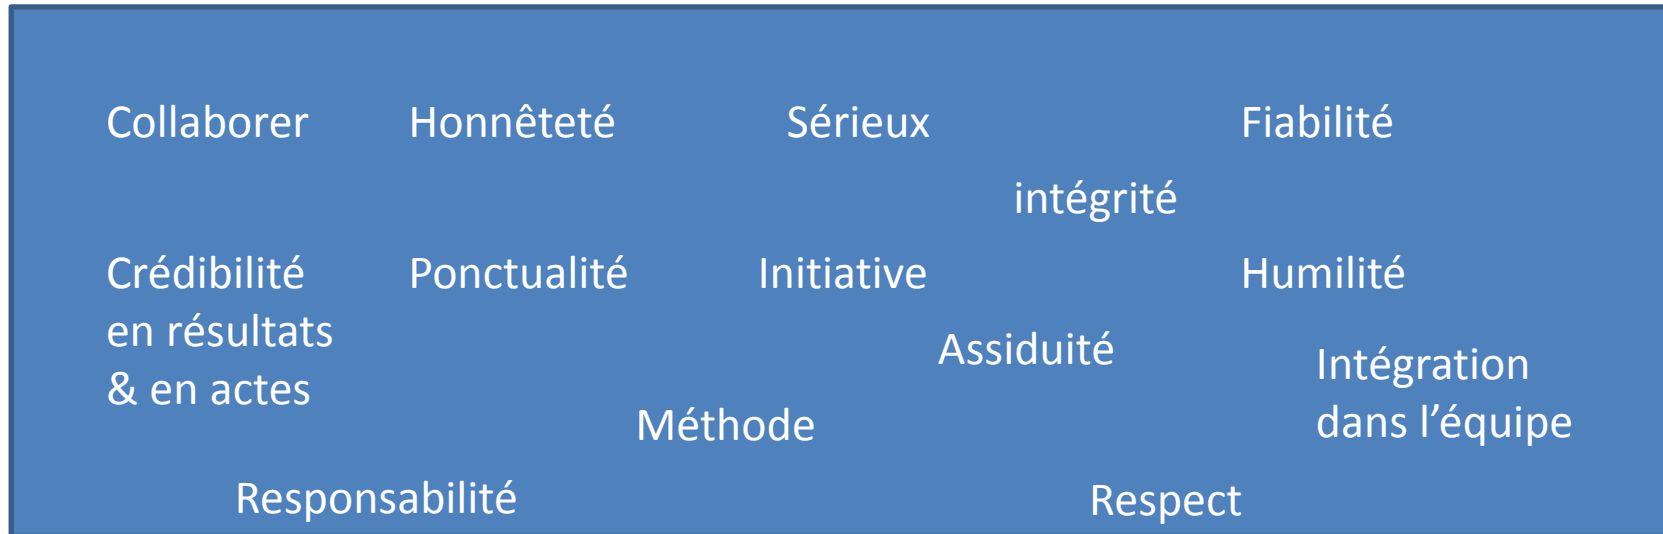 Collaborer Honnêteté Sérieux Fiabilité
intégrité
Crédibilité
en résultats
& en actes
Ponctualité Initiative Humilité
Assiduité
Intégration
dans l’équipe
Méthode
Responsabilité Respect